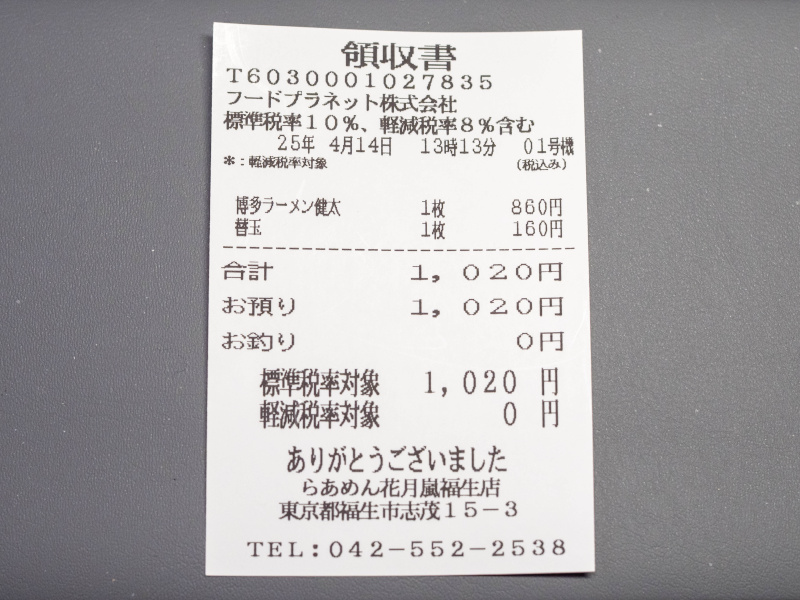 領収書
T6030001027835
フードプラネット株式会社
標準税率10%、軽減税率8%含む
25年 4月14日 13時13分 01号機
*:軽減税率対象 (税込み)
博多ラーメン健太 1枚 860円
替玉 1枚 160円
合計 1,020円
お預り 1,020円
お釣り 0円
標準税率対象 1,020 円
軽減税率対象 0 円
ありがとうございました
らあめん花月嵐福生店
東京都福生市志茂15-3
TEL:042-552-2538